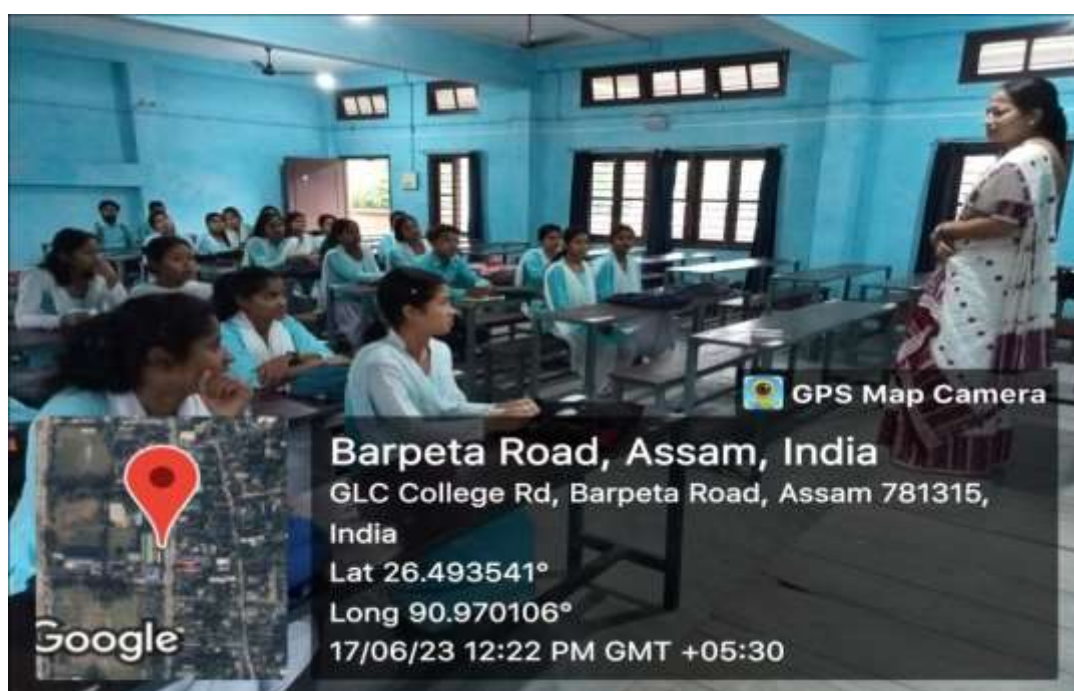 GPS Map Camera
Barpeta Road, Assam, India
GLC College Rd, Barpeta Road, Assam 781315,
India
Lat 26.493541°
Long 90.970106°
17/06/23 12:22 PM GMT +05:30
Google